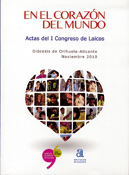 EN EL CORAZÓN
DEL MUNDO
Actas del I Congreso de Laicos
Diócesis de Orihuela-Alicante
Noviembre 2010